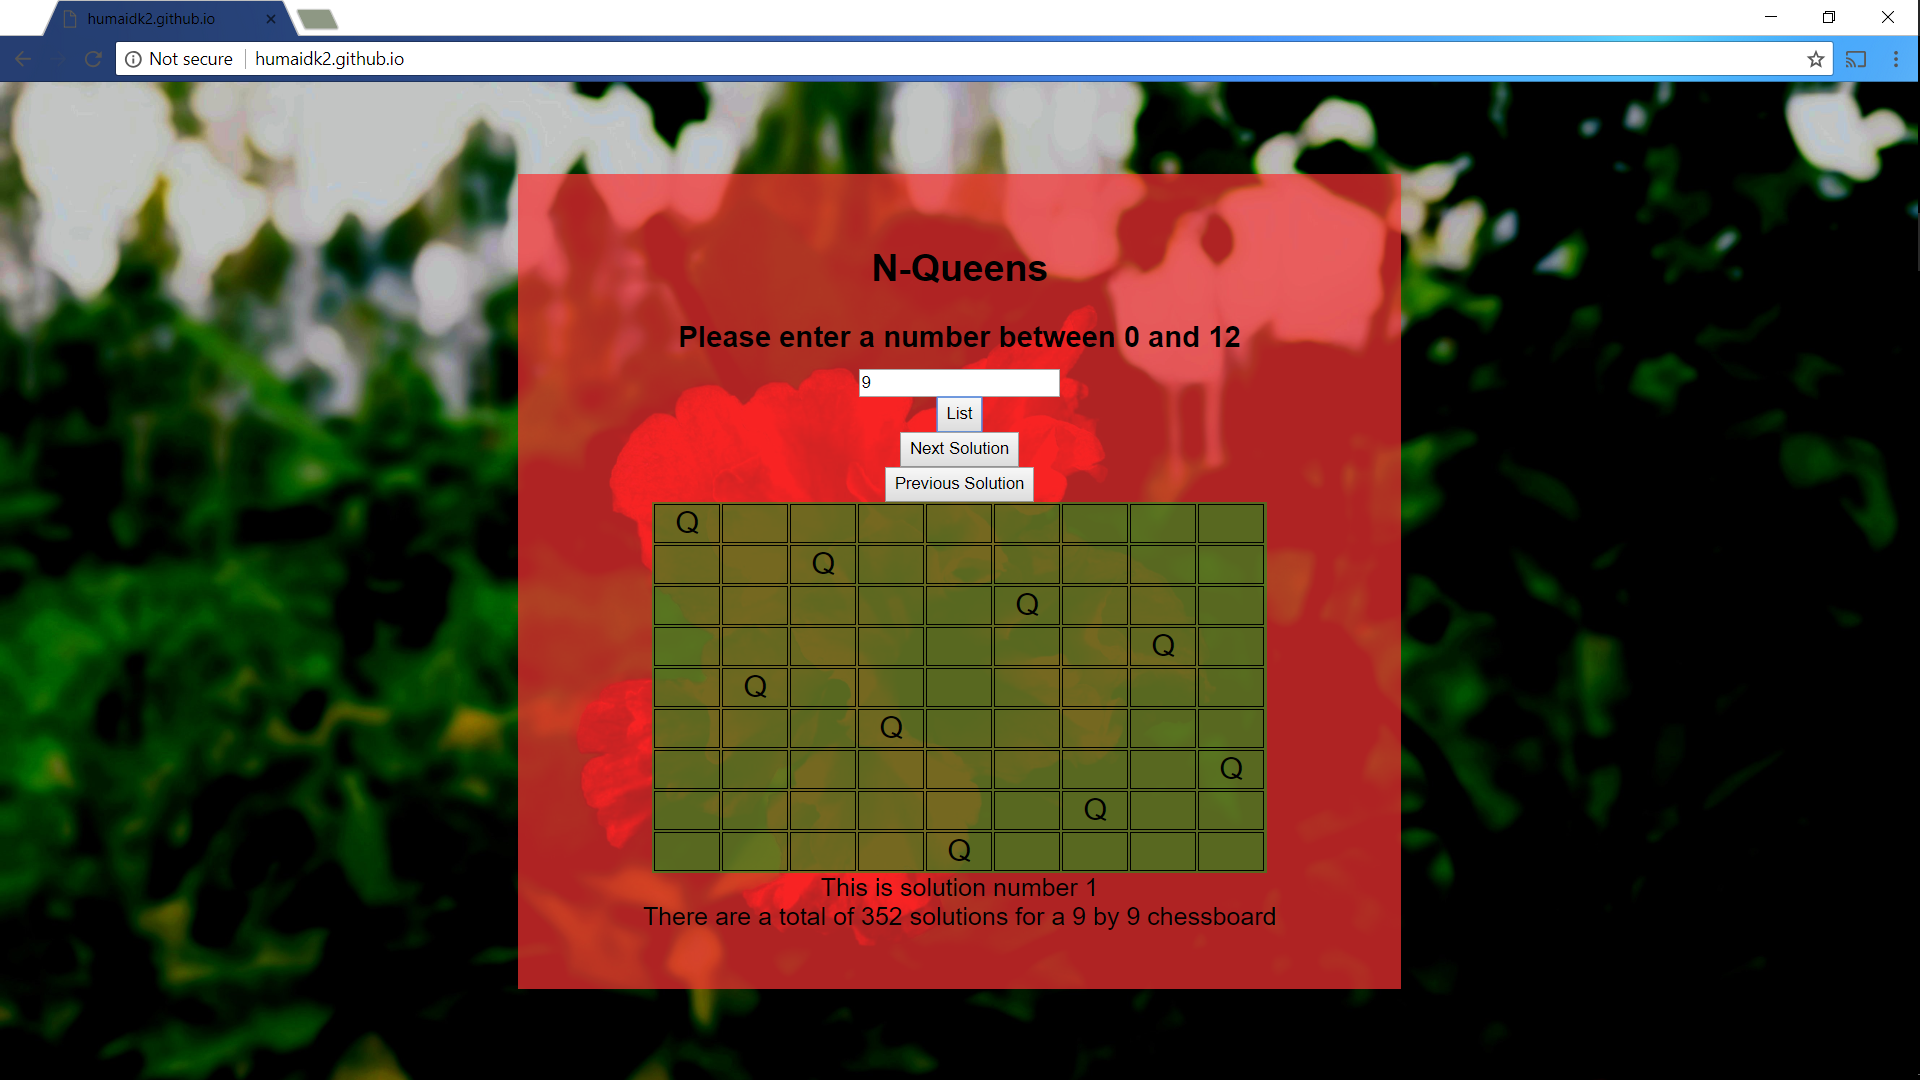 humaidk2.github.io
Not secure humaidk2.github.io
N-Queens
Please enter a number between 0 and 12
9
List
Next Solution
Previous Solution
Q
Q
Q
Q
Q
Q
Q
Q
Q
This is solution number 1
There are a total of 352 solutions for a 9 by 9 chessboard